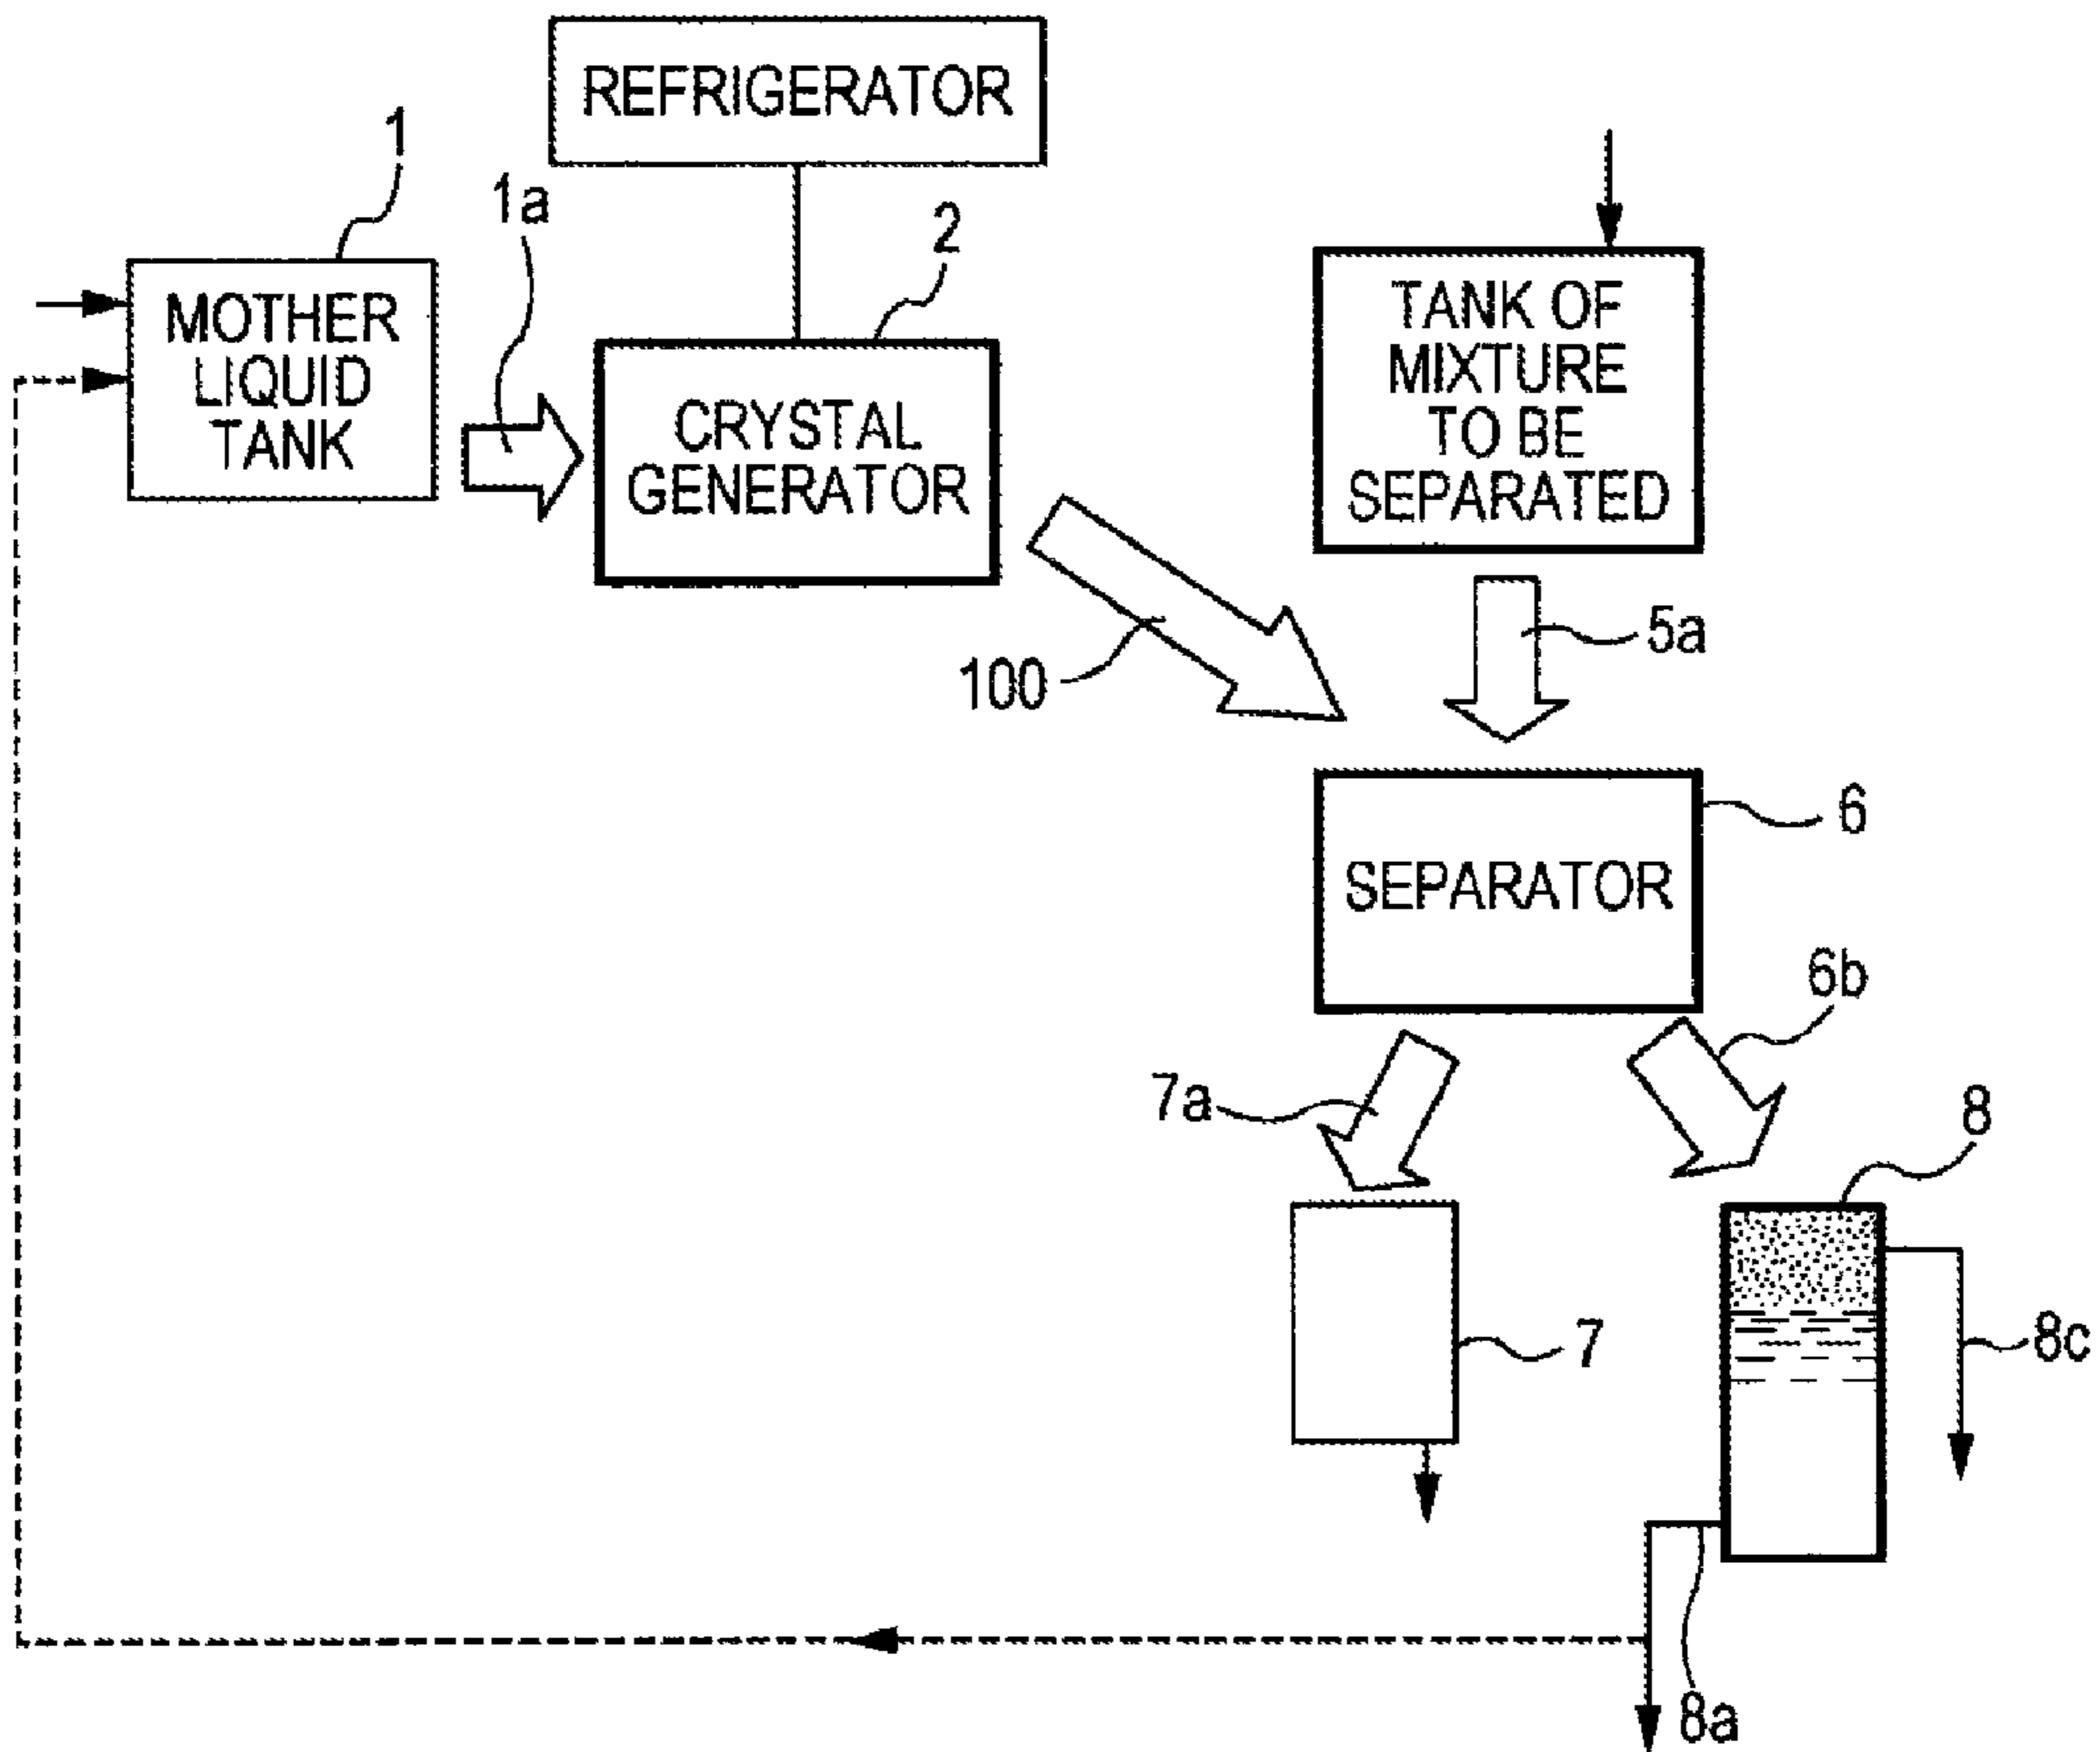 REFRIGERATOR
1
1a
2
MOTHER
LIQUID
TANK
CRYSTAL
GENERATOR
TANK OF
MIXTURE
TO BE
SEPARATED
100
5a
6
SEPARATOR
6b
7a
8
7
8c
8a